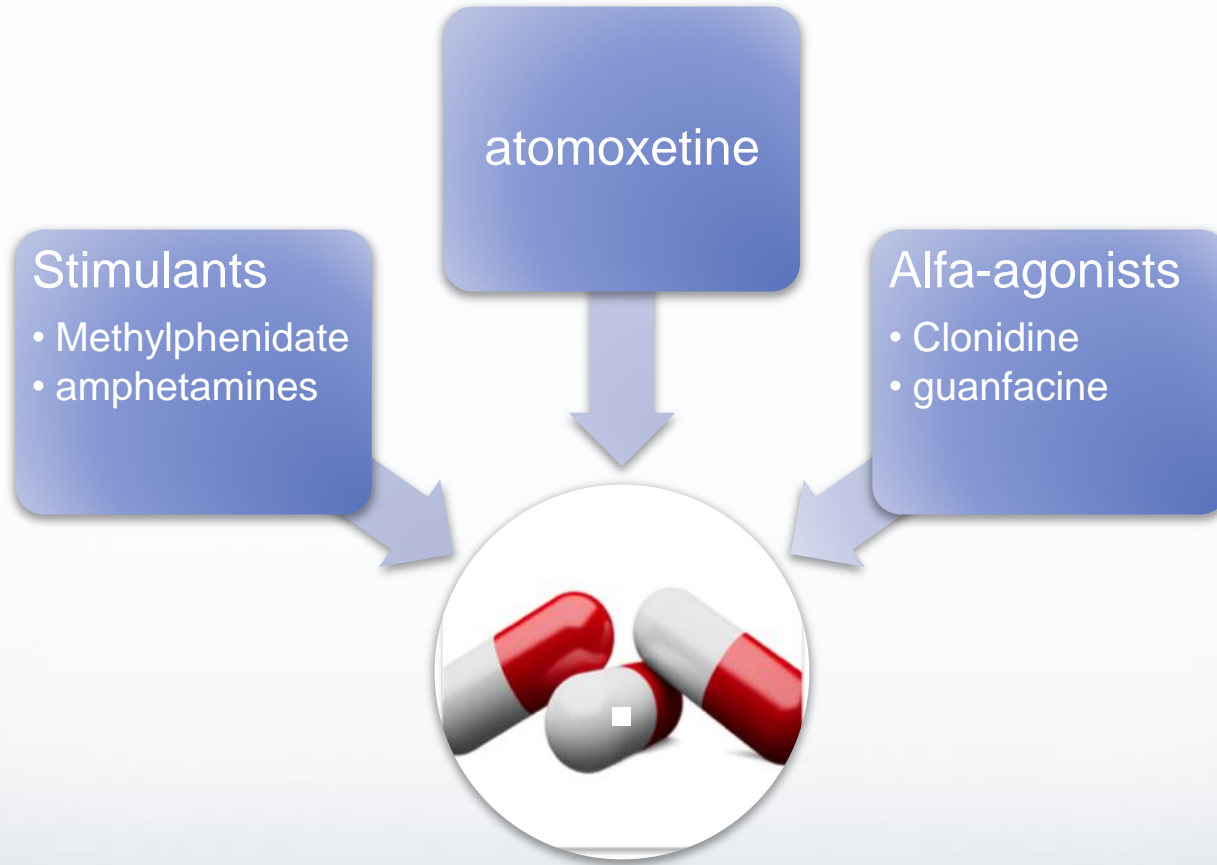 atomoxetine
Stimulants
• Methylphenidate
• amphetamines
Alfa-agonists
• Clonidine
• guanfacine